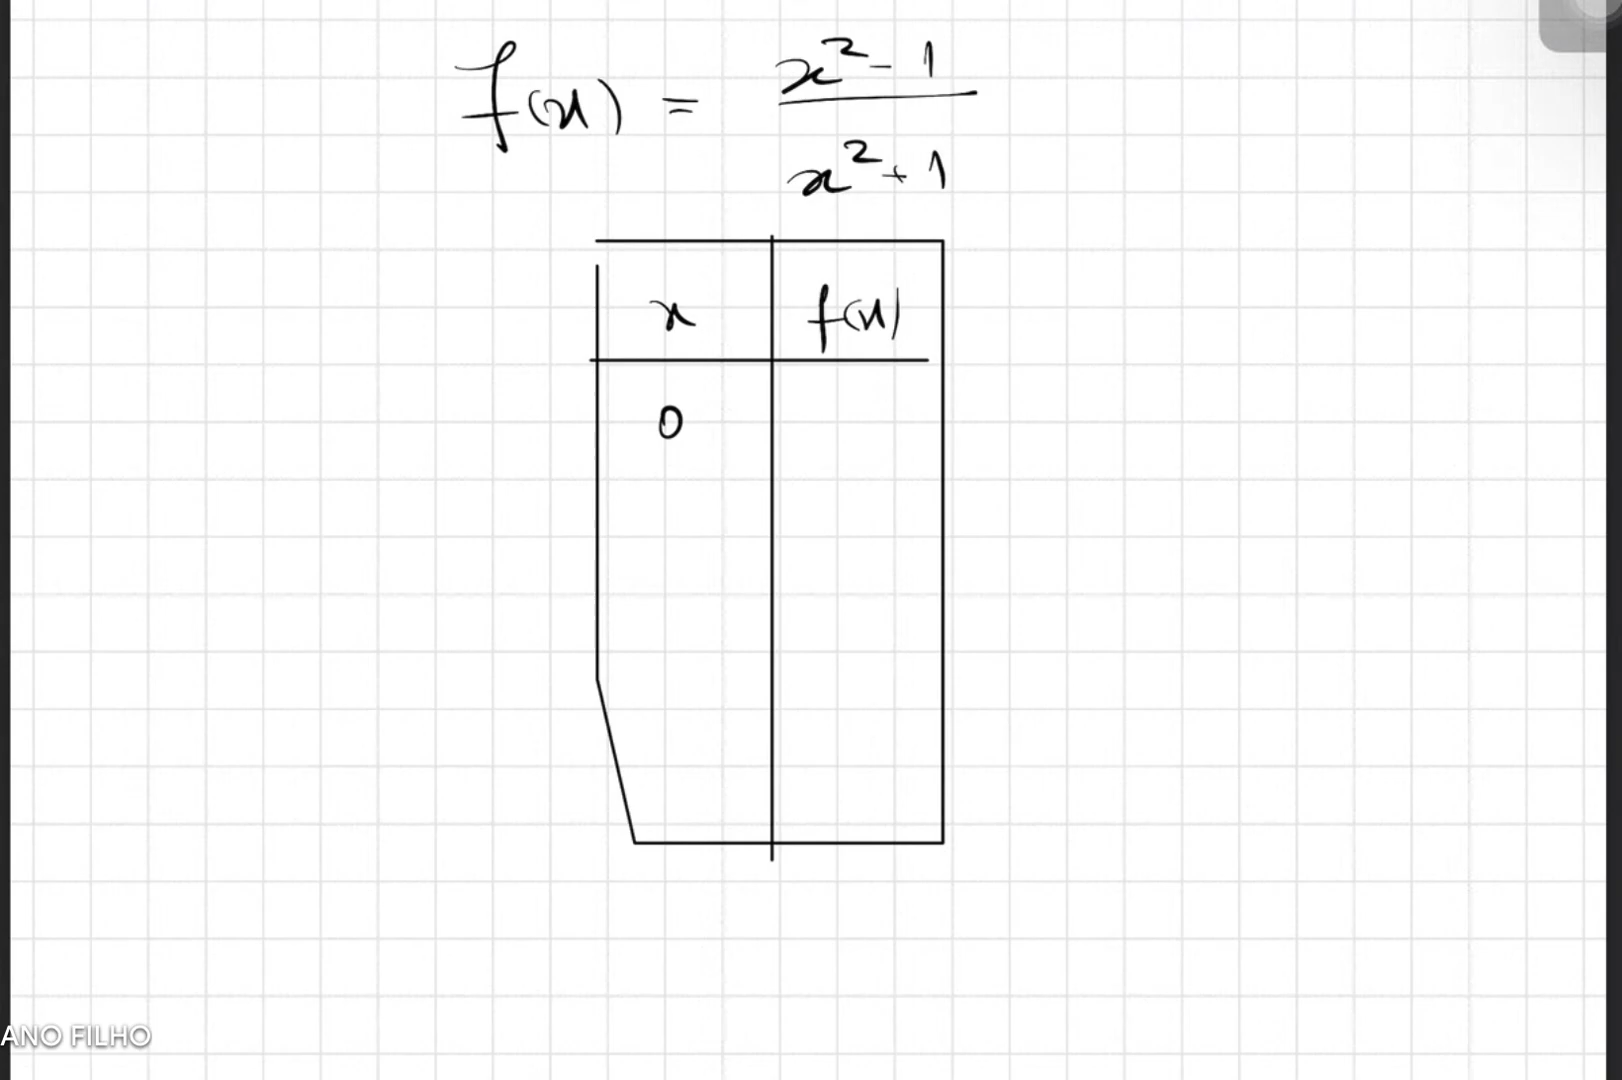 f(x) = x² - 1 / x² + 1
x f(x)
0
ANO FILHO